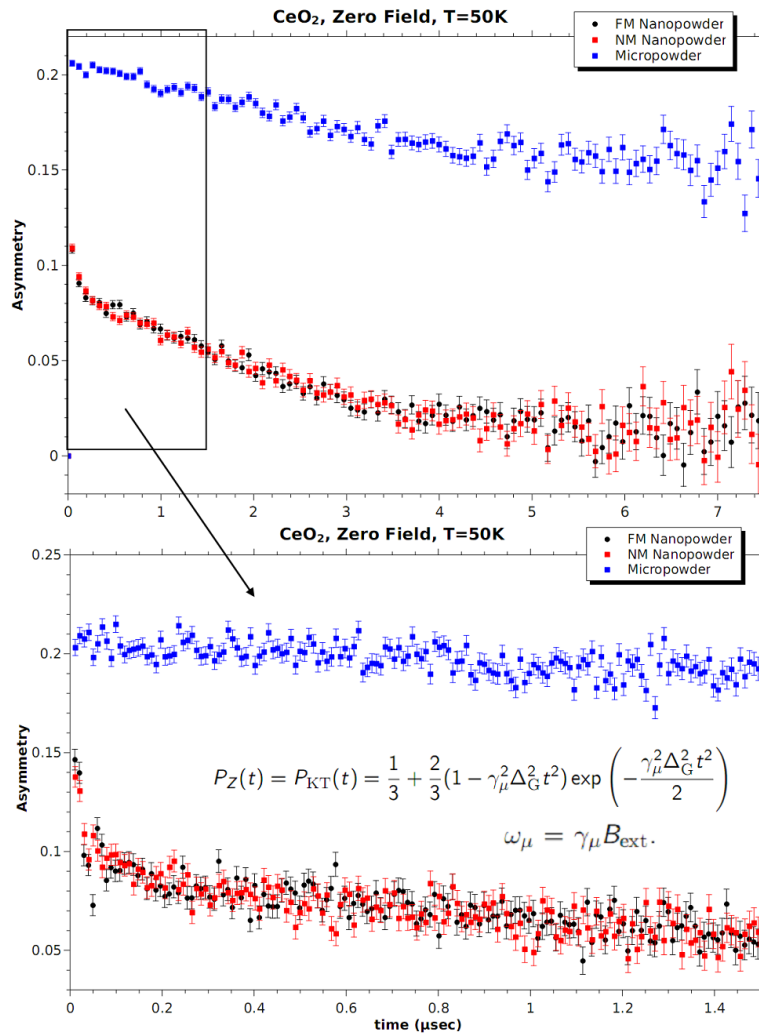 CeO₂, Zero Field, T=50K
FM Nanopowder
NM Nanopowder
Micropowder
0.2
0.15
0.1
0.05
0
Asymmetry
0 1 2 3 4 5 6 7
CeO₂, Zero Field, T=50K
FM Nanopowder
NM Nanopowder
Micropowder
0.25
0.2
0.15
0.1
0.05
Asymmetry
P_Z(t) = P_KT(t) = 1/3 + 2/3(1 − γ_μ²Δ_G²t²) exp(−γ_μ²Δ_G²t²/2)
ω_μ = γ_μB_ext.
0 0.2 0.4 0.6 0.8 1 1.2 1.4
time (μsec)